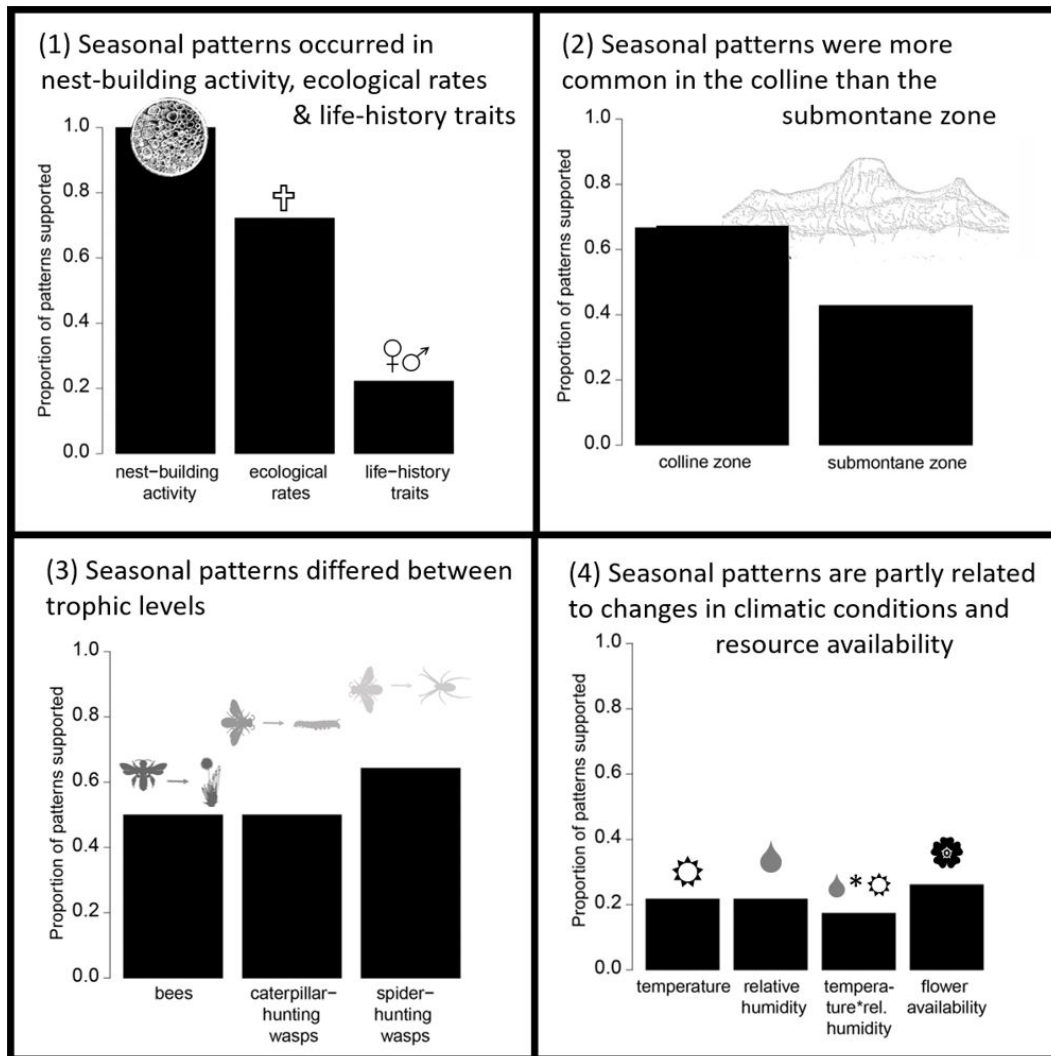 (1) Seasonal patterns occurred in
nest-building activity, ecological rates
& life-history traits
Proportion of patterns supported
1.0
0.8
0.6
0.4
0.2
0.0
nest−building
activity
ecological
rates
life−history
traits
(2) Seasonal patterns were more
common in the colline than the
submontane zone
Proportion of patterns supported
1.0
0.8
0.6
0.4
0.2
0.0
colline zone
submontane zone
(3) Seasonal patterns differed between
trophic levels
Proportion of patterns supported
1.0
0.8
0.6
0.4
0.2
0.0
bees
caterpillar−
hunting
wasps
spider−
hunting
wasps
(4) Seasonal patterns are partly related
to changes in climatic conditions and
resource availability
Proportion of patterns supported
1.0
0.8
0.6
0.4
0.2
0.0
*
temperature
relative
humidity
tempera−
ture*rel.
humidity
flower
availability